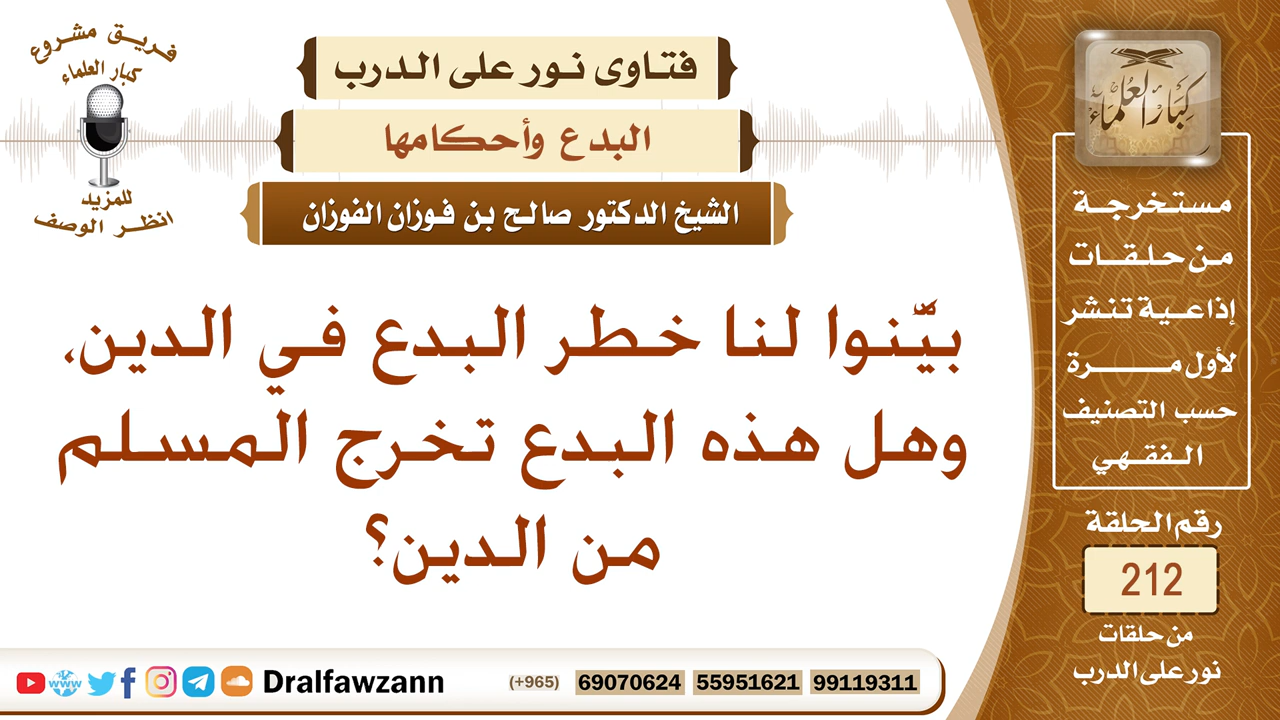 فريق مشروع
كبار العلماء
للمزيد
انظر الوصف
فتاوى نور على الدرب
البدع وأحكامها
الشيخ الدكتور صالح بن فوزان الفوزان
بيّنوا لنا خطر البدع في الدين،
وهل هذه البدع تخرج المسلم
من الدين؟
كبار العلماء
مستخرجة
من حلقات
إذاعية تنشر
لأول مرة
حسب التصنيف
الفقهي
رقم الحلقة
212
من حلقات
نور على الدرب
www Dralfawzann (+965) 69070624 55951621 99119311